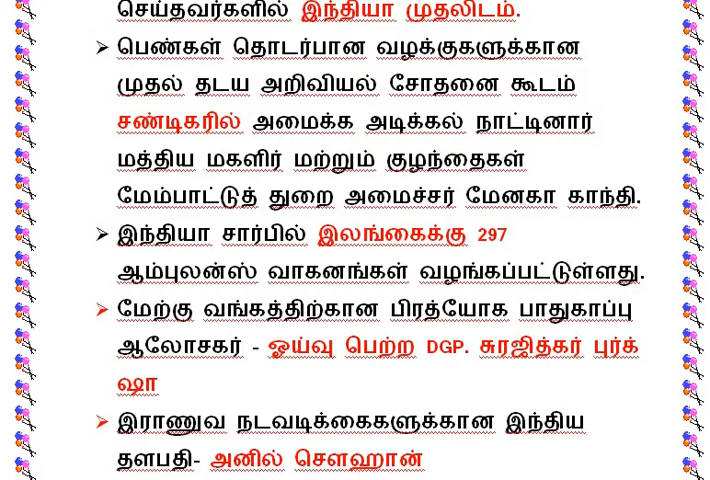 செய்தவர்களில் இந்தியா முதலிடம்.
➢ பெண்கள் தொடர்பான வழக்குகளுக்கான
முதல் தடய அறிவியல் சோதனை கூடம்
சண்டிகரில் அமைக்க அடிக்கல் நாட்டினார்
மத்திய மகளிர் மற்றும் குழந்தைகள்
மேம்பாட்டுத் துறை அமைச்சர் மேனகா காந்தி.
➢ இந்தியா சார்பில் இலங்கைக்கு 297
ஆம்புலன்ஸ் வாகனங்கள் வழங்கப்பட்டுள்ளது.
➢ மேற்கு வங்கத்திற்கான பிரத்யோக பாதுகாப்பு
ஆலோசகர் - ஓய்வு பெற்ற DGP. சுரஜித்கர் புர்க்
ஷா
➢ இராணுவ நடவடிக்கைகளுக்கான இந்திய
தளபதி- அனில் சௌஹான்